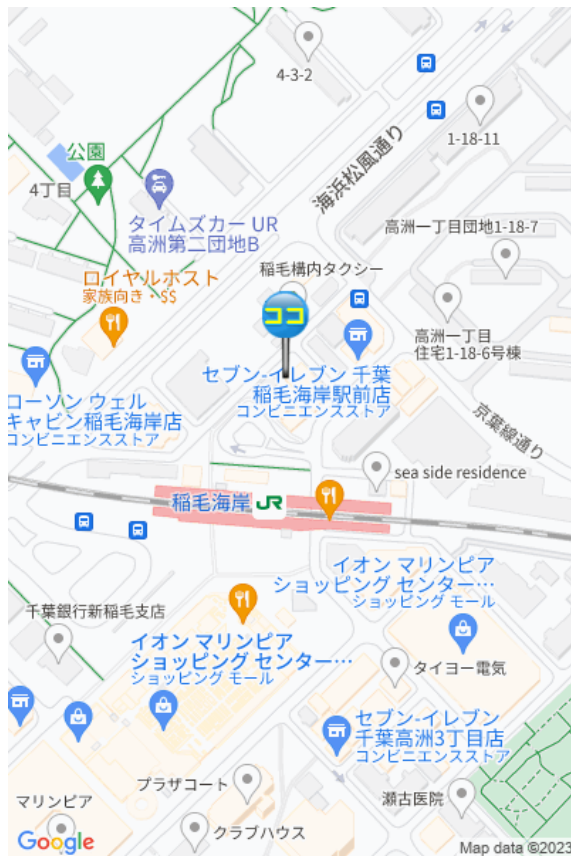 4-3-2
1-18-11
海浜松風通り
公園
4丁目
タイムズカー UR
高洲第二団地B
高洲一丁目団地1-18-7
稲毛構内タクシー
ロイヤルホスト
家族向き・$$
ココ
高洲一丁目
住宅1-18-6号棟
セブン-イレブン 千葉
稲毛海岸駅前店
コンビニエンスストア
ローソン ウェル
キャビン稲毛海岸店
コンビニエンスストア
京葉線通り
sea side residence
稲毛海岸 JR
イオン マリンピア
ショッピング センター…
ショッピング モール
千葉銀行新稲毛支店
イオン マリンピア
ショッピング センター…
ショッピング モール
タイヨー電気
セブン-イレブン
千葉高洲3丁目店
コンビニエンスストア
プラザコート
瀬古医院
マリンピア
クラブハウス
Google
Map data ©2023